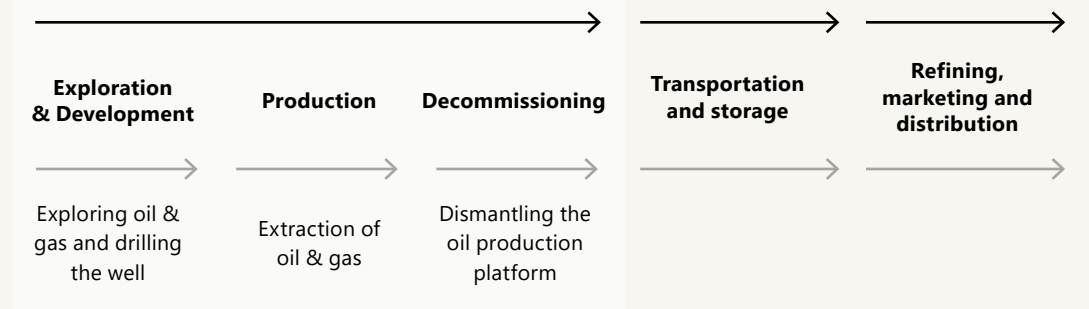 Exploration
& Development
Production
Decommissioning
Transportation
and storage
Refining,
marketing and
distribution
Exploring oil &
gas and drilling
the well
Extraction of
oil & gas
Dismantling the
oil production
platform